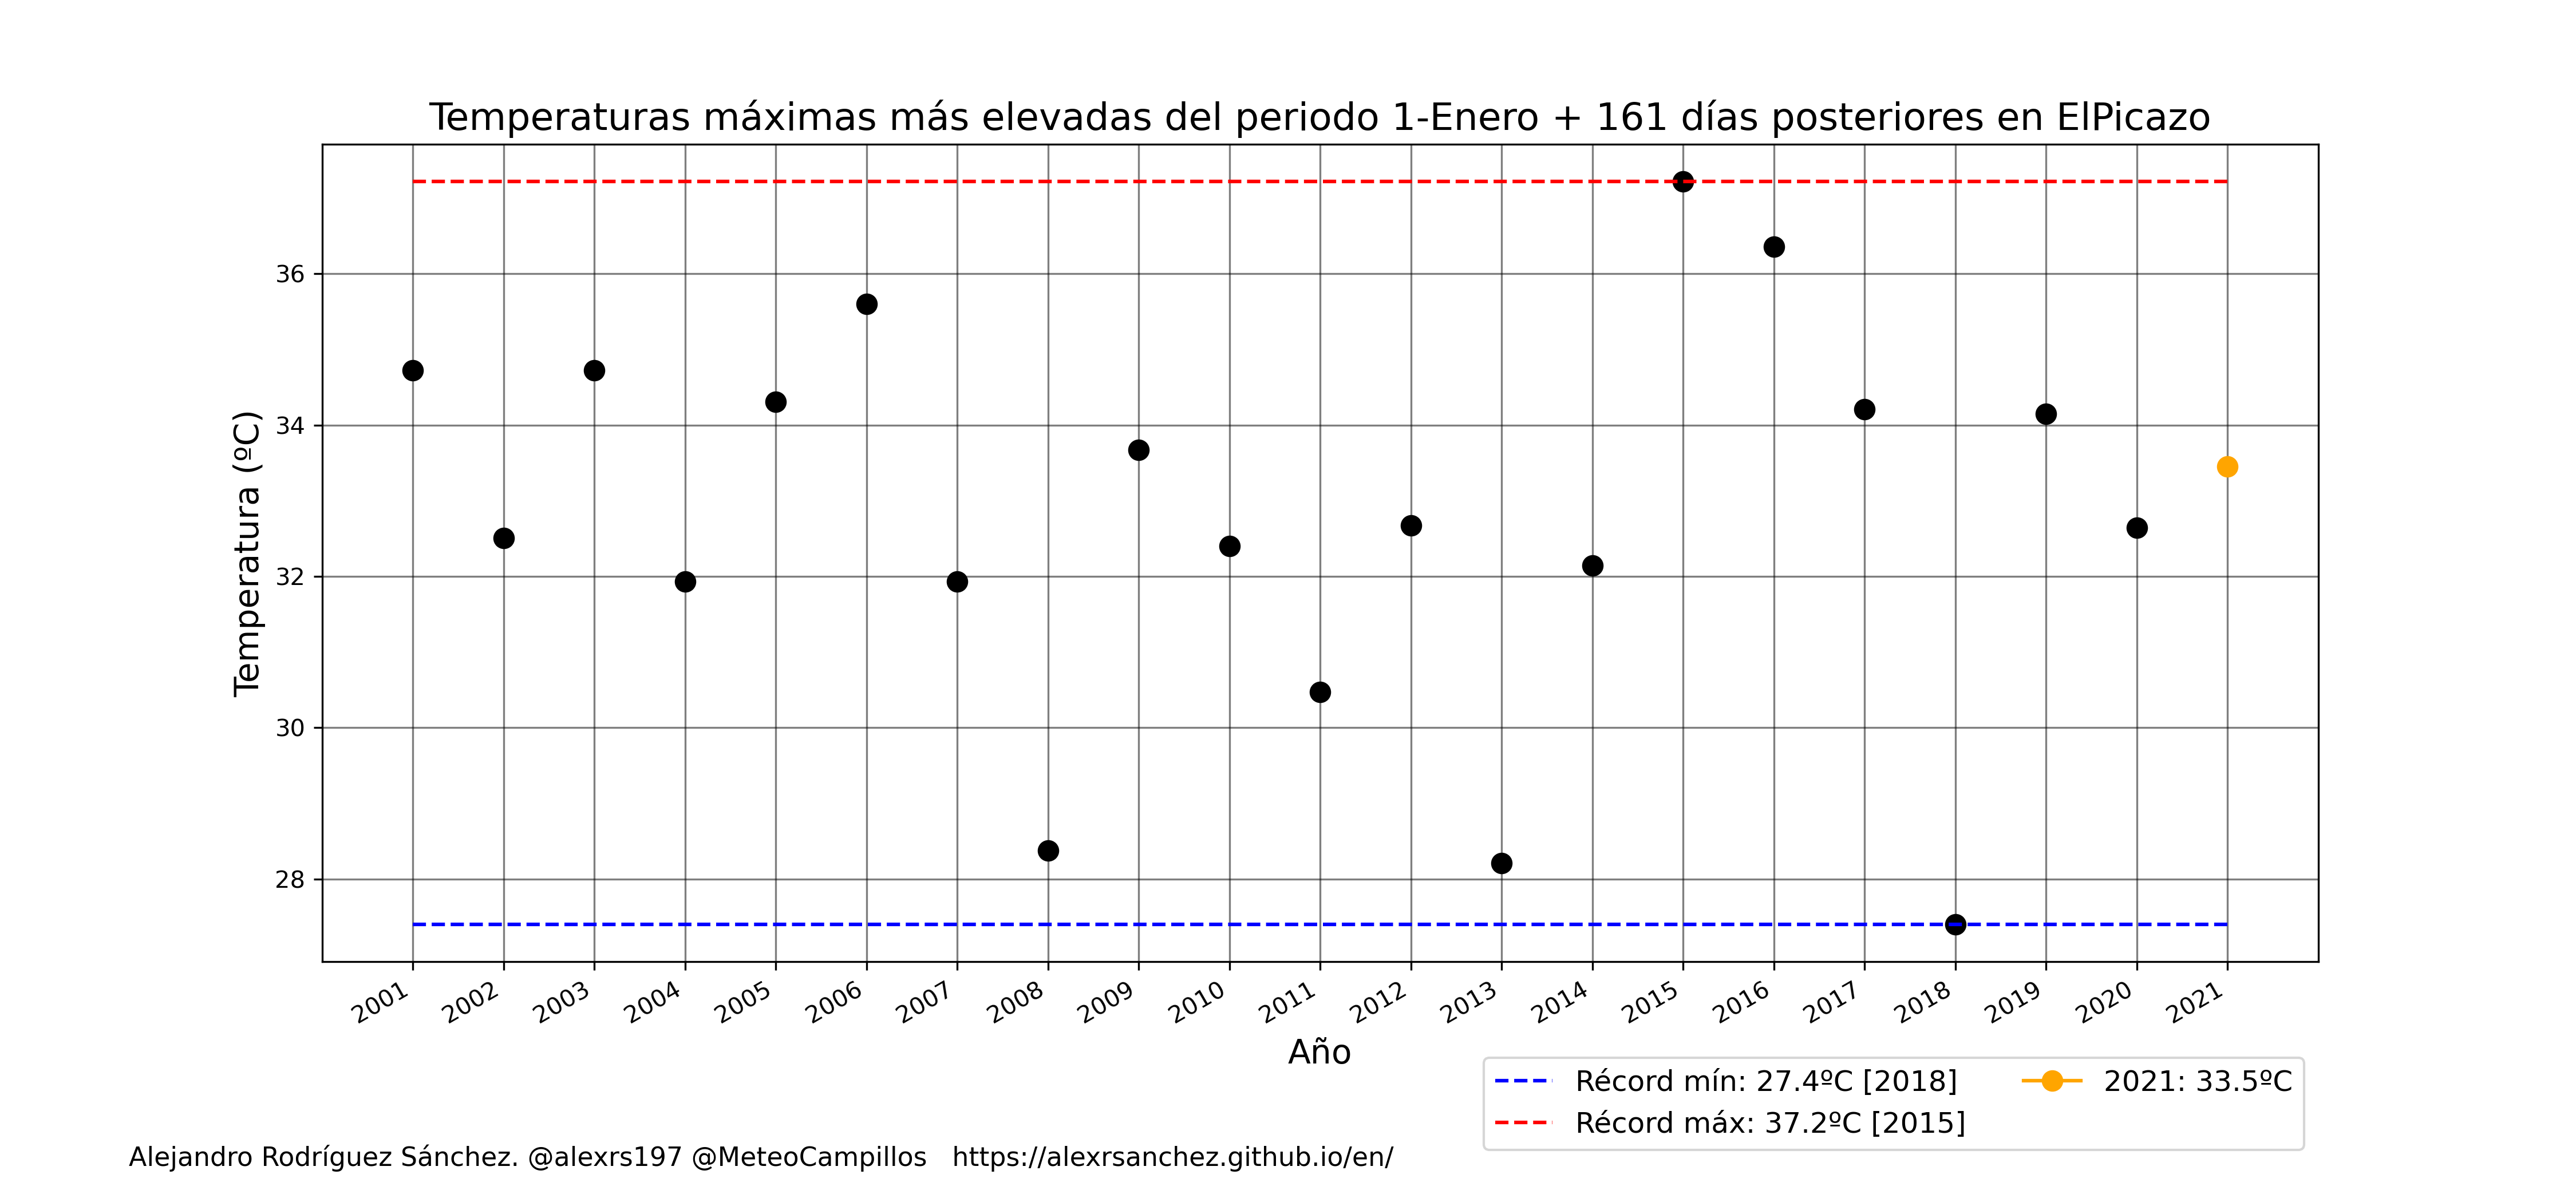 Temperaturas máximas más elevadas del periodo 1-Enero + 161 días posteriores en ElPicazo
Temperatura (ºC)
36
34
32
30
28
2001 2002 2003 2004 2005 2006 2007 2008 2009 2010 2011 2012 2013 2014 2015 2016 2017 2018 2019 2020 2021
Año
Récord mín: 27.4ºC [2018]
Récord máx: 37.2ºC [2015]
2021: 33.5ºC
Alejandro Rodríguez Sánchez. @alexrs197 @MeteoCampillos https://alexrsanchez.github.io/en/